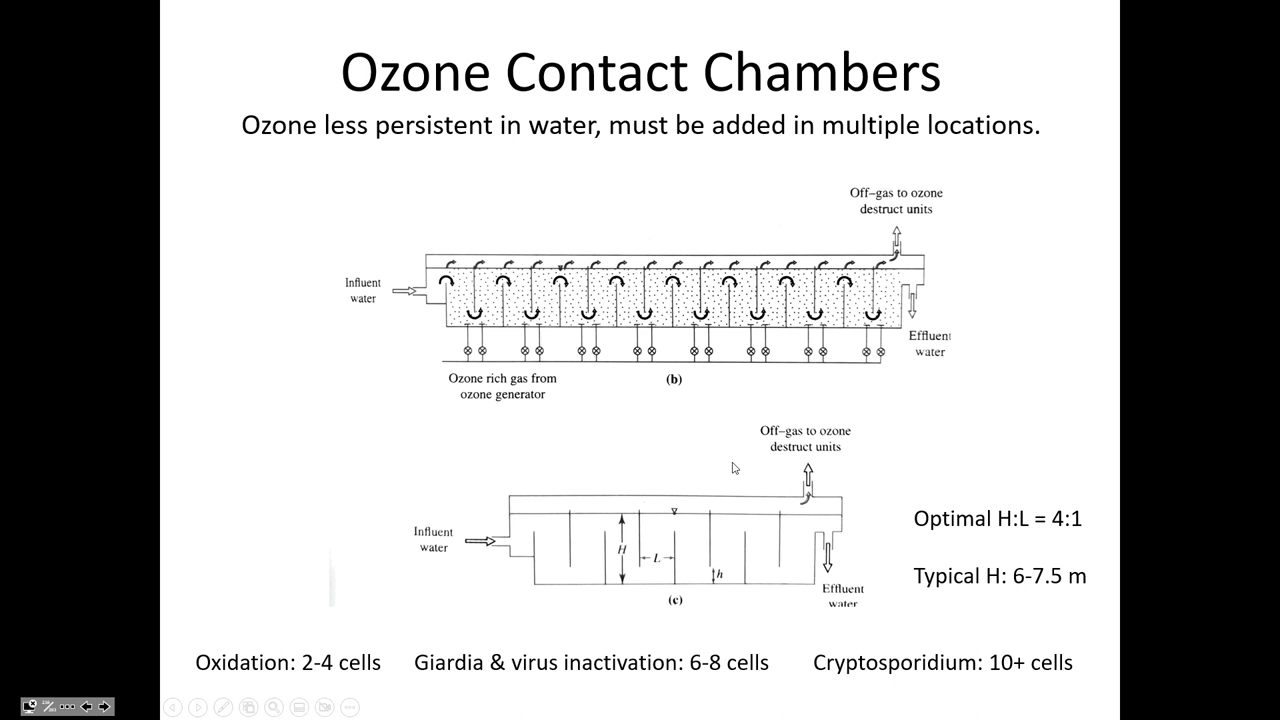 Ozone Contact Chambers
Ozone less persistent in water, must be added in multiple locations.
Off-gas to ozone
destruct units
Influent
water
Effluent
water
Ozone rich gas from
ozone generator
(b)
Off-gas to ozone
destruct units
Influent
water
H
L
h
Effluent
water
(c)
Optimal H:L = 4:1
Typical H: 6-7.5 m
Oxidation: 2-4 cells
Giardia & virus inactivation: 6-8 cells
Cryptosporidium: 10+ cells